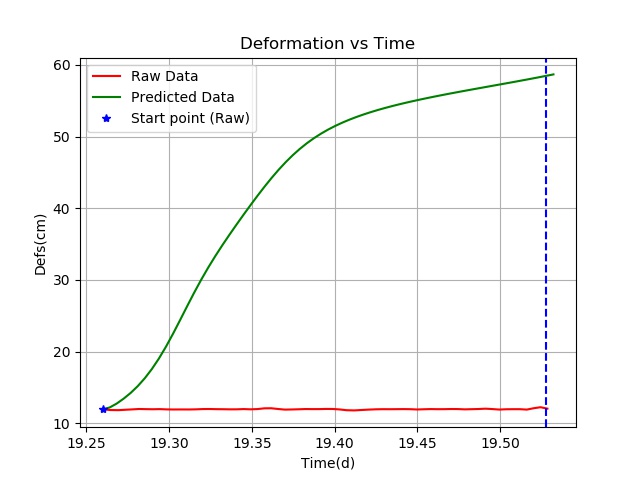 Deformation vs Time
Raw Data
Predicted Data
Start point (Raw)
Defs(cm)
60
50
40
30
20
10
19.25 19.30 19.35 19.40 19.45 19.50
Time(d)